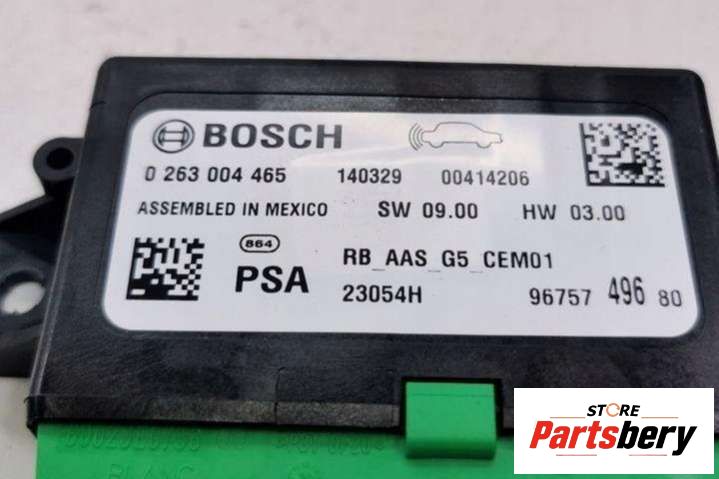 BOSCH
0 263 004 465 140329 00414206
ASSEMBLED IN MEXICO SW 09.00 HW 03.00
864 RB_AAS_G5_CEM01
PSA 23054H 96757 496 80
BLANC
STORE
Partsbery